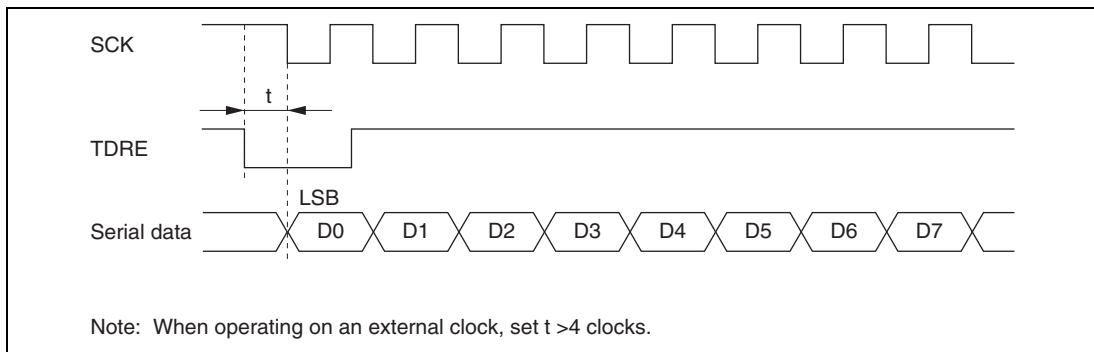 SCK
t
TDRE
LSB
Serial data D0 D1 D2 D3 D4 D5 D6 D7
Note: When operating on an external clock, set t >4 clocks.